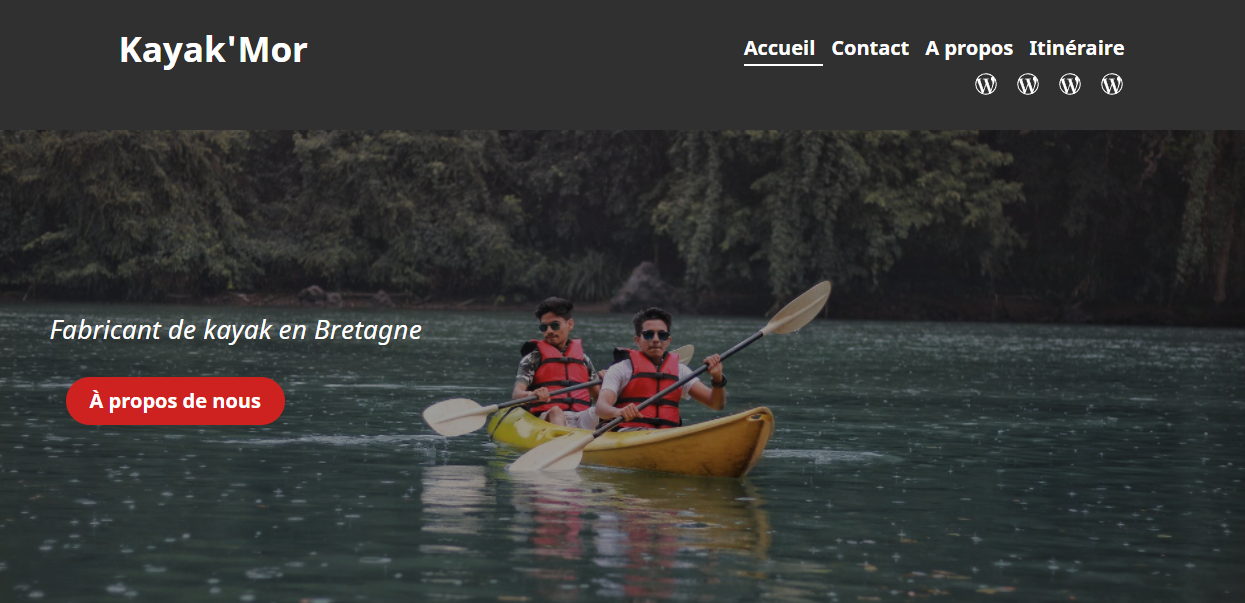 Kayak'Mor
Accueil Contact A propos Itinéraire
Fabricant de kayak en Bretagne
À propos de nous